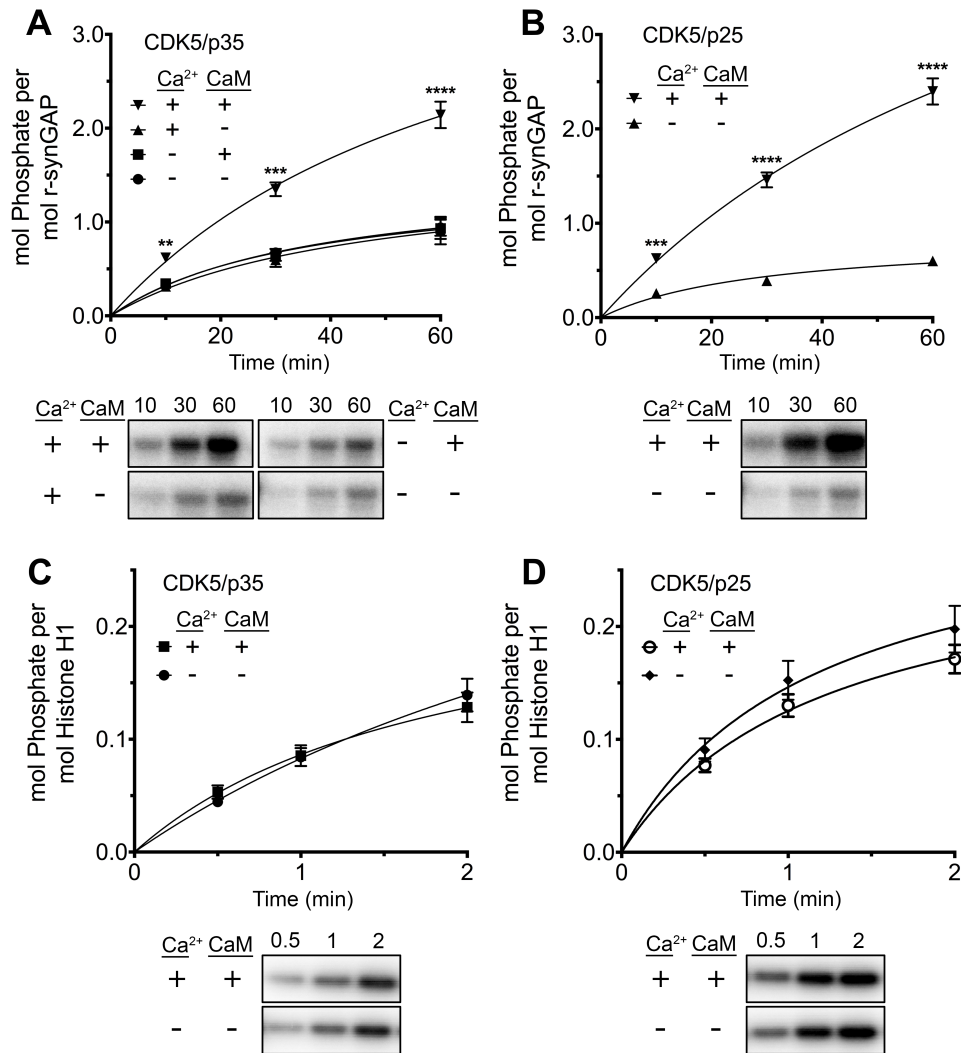 A
CDK5/p35
Ca2+ CaM
+ +
+ -
- +
- -
mol Phosphate per
mol r-synGAP
3.0
2.0
1.0
0.0
** *** ****
0 20 40 60
Time (min)
Ca2+ CaM 10 30 60 10 30 60 Ca2+ CaM
+ + - +
+ - - -
B
CDK5/p25
Ca2+ CaM
+ +
- -
mol Phosphate per
mol r-synGAP
3.0
2.0
1.0
0.0
*** **** ****
0 20 40 60
Time (min)
Ca2+ CaM 10 30 60
+ +
- -
C
CDK5/p35
Ca2+ CaM
+ +
- -
mol Phosphate per
mol Histone H1
0.2
0.1
0.0
0 1 2
Time (min)
Ca2+ CaM 0.5 1 2
+ +
- -
D
CDK5/p25
Ca2+ CaM
+ +
- -
mol Phosphate per
mol Histone H1
0.2
0.1
0.0
0 1 2
Time (min)
Ca2+ CaM 0.5 1 2
+ +
- -